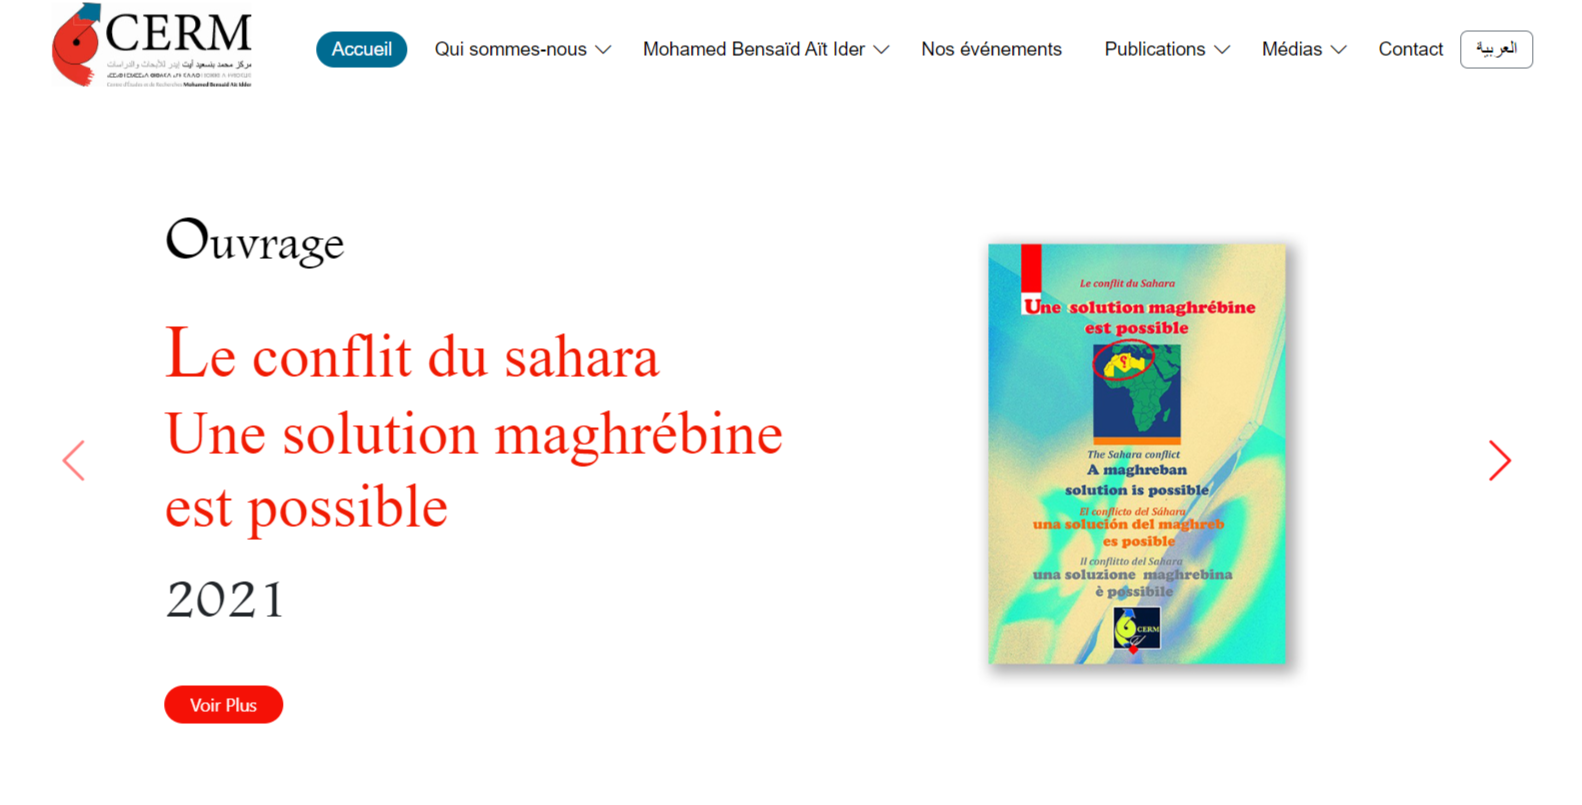 CERM
مركز محمد بنسعيد أيت إيدر للأبحاث والدراسات
Centre d'Études et de Recherches Mohamed Bensaïd Aït Idder
Accueil
Qui sommes-nous
Mohamed Bensaïd Aït Ider
Nos événements
Publications
Médias
Contact
العربية
Ouvrage
Le conflit du sahara
Une solution maghrébine
est possible
2021
Voir Plus
Le conflit du Sahara
Une solution maghrébine
est possible
؟
The Sahara conflict
A maghreban
solution is possible
El conflicto del Sáhara
una solución del maghreb
es posible
Il conflitto del Sahara
una soluzione maghrebina
è possibile
CERM